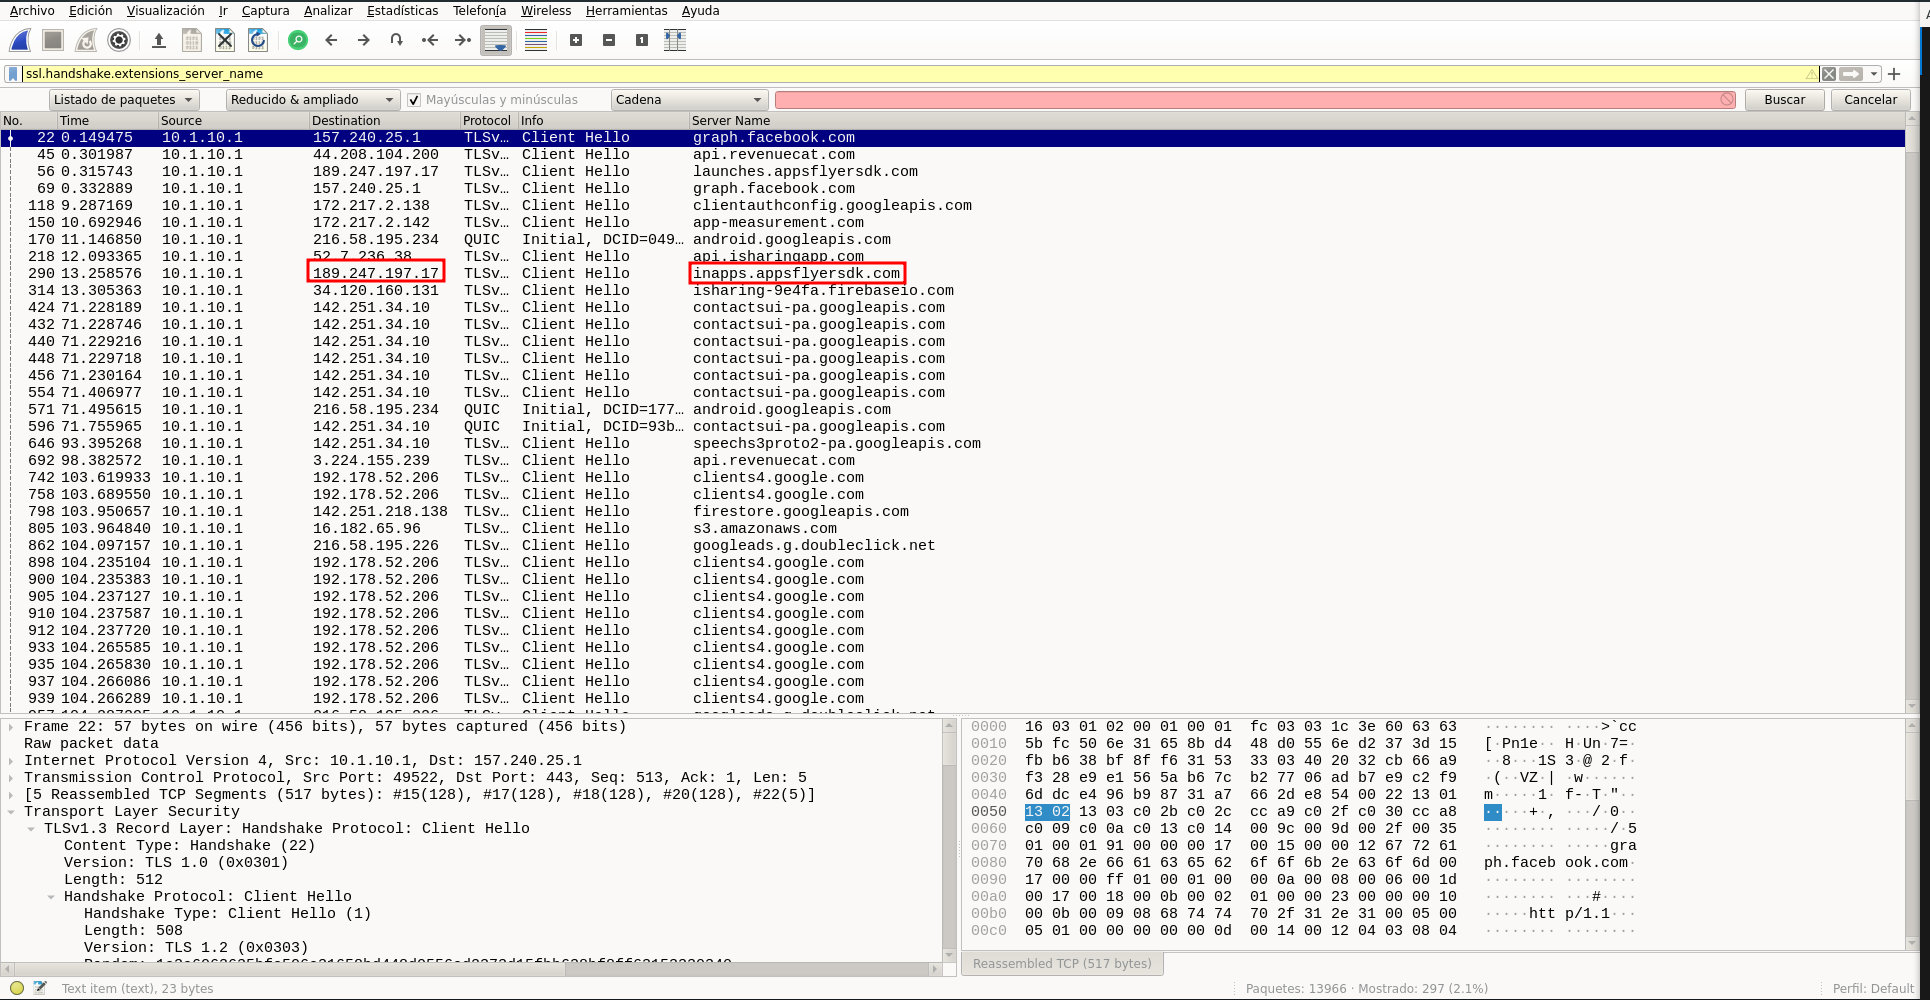 Archivo Edición Visualización Ir Captura Analizar Estadísticas Telefonía Wireless Herramientas Ayuda
ssl.handshake.extensions_server_name
Listado de paquetes Reducido & ampliado Mayúsculas y minúsculas Cadena Buscar Cancelar
No. Time Source Destination Protocol Info Server Name
22 0.149475 10.1.10.1 157.240.25.1 TLSv… Client Hello graph.facebook.com
45 0.301987 10.1.10.1 44.208.104.200 TLSv… Client Hello api.revenuecat.com
56 0.315743 10.1.10.1 189.247.197.17 TLSv… Client Hello launches.appsflyersdk.com
69 0.332889 10.1.10.1 157.240.25.1 TLSv… Client Hello graph.facebook.com
118 9.287169 10.1.10.1 172.217.2.138 TLSv… Client Hello clientauthconfig.googleapis.com
150 10.692946 10.1.10.1 172.217.2.142 TLSv… Client Hello app-measurement.com
170 11.146850 10.1.10.1 216.58.195.234 QUIC Initial, DCID=049… android.googleapis.com
218 12.093365 10.1.10.1 52.7.236.38 TLSv… Client Hello api.isharingapp.com
290 13.258576 10.1.10.1 189.247.197.17 TLSv… Client Hello inapps.appsflyersdk.com
314 13.305363 10.1.10.1 34.120.160.131 TLSv… Client Hello isharing-9e4fa.firebaseio.com
424 71.228189 10.1.10.1 142.251.34.10 TLSv… Client Hello contactsui-pa.googleapis.com
432 71.228746 10.1.10.1 142.251.34.10 TLSv… Client Hello contactsui-pa.googleapis.com
440 71.229216 10.1.10.1 142.251.34.10 TLSv… Client Hello contactsui-pa.googleapis.com
448 71.229718 10.1.10.1 142.251.34.10 TLSv… Client Hello contactsui-pa.googleapis.com
456 71.230164 10.1.10.1 142.251.34.10 TLSv… Client Hello contactsui-pa.googleapis.com
554 71.406977 10.1.10.1 142.251.34.10 TLSv… Client Hello contactsui-pa.googleapis.com
571 71.495615 10.1.10.1 216.58.195.234 QUIC Initial, DCID=177… android.googleapis.com
596 71.755965 10.1.10.1 142.251.34.10 QUIC Initial, DCID=93b… contactsui-pa.googleapis.com
646 93.395268 10.1.10.1 142.251.34.10 TLSv… Client Hello speechs3proto2-pa.googleapis.com
692 98.382572 10.1.10.1 3.224.155.239 TLSv… Client Hello api.revenuecat.com
742 103.619933 10.1.10.1 192.178.52.206 TLSv… Client Hello clients4.google.com
758 103.689550 10.1.10.1 192.178.52.206 TLSv… Client Hello clients4.google.com
798 103.950657 10.1.10.1 142.251.218.138 TLSv… Client Hello firestore.googleapis.com
805 103.964840 10.1.10.1 16.182.65.96 TLSv… Client Hello s3.amazonaws.com
862 104.097157 10.1.10.1 216.58.195.226 TLSv… Client Hello googleads.g.doubleclick.net
898 104.235104 10.1.10.1 192.178.52.206 TLSv… Client Hello clients4.google.com
900 104.235383 10.1.10.1 192.178.52.206 TLSv… Client Hello clients4.google.com
905 104.237127 10.1.10.1 192.178.52.206 TLSv… Client Hello clients4.google.com
910 104.237587 10.1.10.1 192.178.52.206 TLSv… Client Hello clients4.google.com
912 104.237720 10.1.10.1 192.178.52.206 TLSv… Client Hello clients4.google.com
933 104.265585 10.1.10.1 192.178.52.206 TLSv… Client Hello clients4.google.com
935 104.265830 10.1.10.1 192.178.52.206 TLSv… Client Hello clients4.google.com
937 104.266086 10.1.10.1 192.178.52.206 TLSv… Client Hello clients4.google.com
939 104.266289 10.1.10.1 192.178.52.206 TLSv… Client Hello clients4.google.com
Frame 22: 57 bytes on wire (456 bits), 57 bytes captured (456 bits)
Raw packet data
Internet Protocol Version 4, Src: 10.1.10.1, Dst: 157.240.25.1
Transmission Control Protocol, Src Port: 49522, Dst Port: 443, Seq: 513, Ack: 1, Len: 5
[5 Reassembled TCP Segments (517 bytes): #15(128), #17(128), #18(128), #20(128), #22(5)]
Transport Layer Security
TLSv1.3 Record Layer: Handshake Protocol: Client Hello
Content Type: Handshake (22)
Version: TLS 1.0 (0x0301)
Length: 512
Handshake Protocol: Client Hello
Handshake Type: Client Hello (1)
Length: 508
Version: TLS 1.2 (0x0303)
0000 16 03 01 02 00 01 00 01 fc 03 03 1c 3e 60 63 63 ········ ····>`cc
0010 5b fc 50 6e 31 65 8b d4 48 d0 55 6e d2 37 3d 15 [·Pn1e·· H·Un·7=·
0020 fb b6 38 bf 8f f6 31 53 33 03 40 20 32 cb 66 a9 ··8···1S 3·@ 2·f·
0030 f3 28 e9 e1 56 5a b6 7c b2 77 06 ad b7 e9 c2 f9 ·(··VZ·| ·w······
0040 6d dc e4 96 b9 87 31 a7 66 2d e8 54 00 22 13 01 m·····1· f-·T·"··
0050 13 02 13 03 c0 2b c0 2c cc a9 c0 2f c0 30 cc a8 ·····+·, ···/·0··
0060 c0 09 c0 0a c0 13 c0 14 00 9c 00 9d 00 2f 00 35 ········ ·····/·5
0070 01 00 01 91 00 00 00 17 00 15 00 00 12 67 72 61 ········ ·····gra
0080 70 68 2e 66 61 63 65 62 6f 6f 6b 2e 63 6f 6d 00 ph.faceb ook.com·
0090 17 00 00 ff 01 00 01 00 00 0a 00 08 00 06 00 1d ········ ········
00a0 00 17 00 18 00 0b 00 02 01 00 00 23 00 00 00 10 ········ ···#····
00b0 00 0b 00 09 08 68 74 74 70 2f 31 2e 31 00 05 00 ·····htt p/1.1···
00c0 05 01 00 00 00 00 00 0d 00 14 00 12 04 03 08 04 ········ ········
Reassembled TCP (517 bytes)
Text item (text), 23 bytes Paquetes: 13966 · Mostrado: 297 (2.1%) Perfil: Default